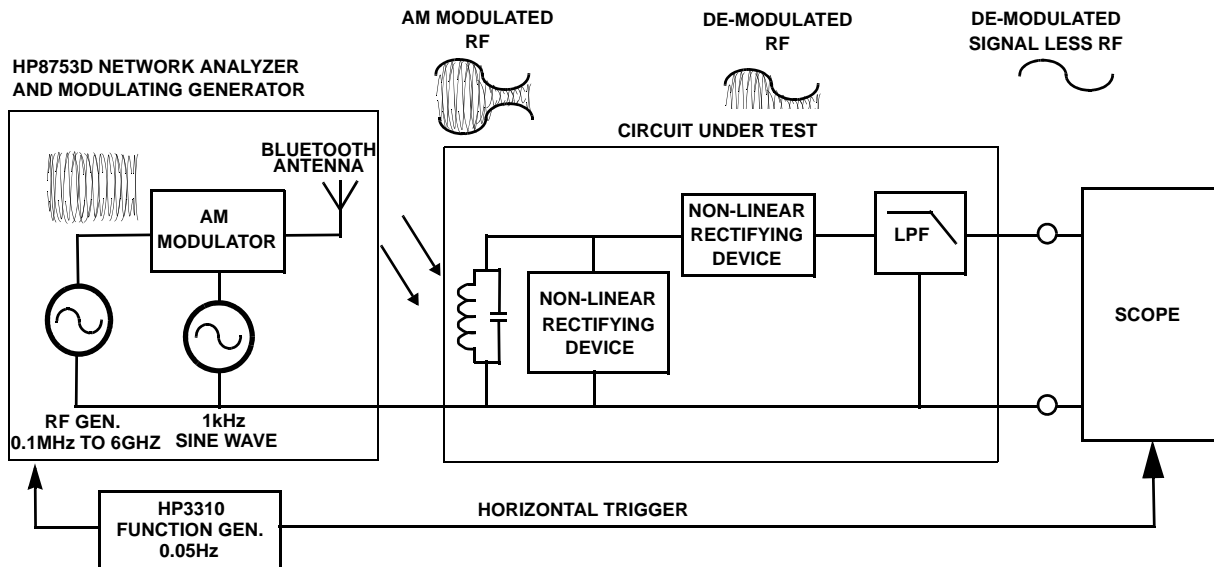 AM MODULATED
RF
DE-MODULATED
RF
DE-MODULATED
SIGNAL LESS RF
HP8753D NETWORK ANALYZER
AND MODULATING GENERATOR
CIRCUIT UNDER TEST
BLUETOOTH
ANTENNA
AM
MODULATOR
NON-LINEAR
RECTIFYING
DEVICE
LPF
NON-LINEAR
RECTIFYING
DEVICE
SCOPE
RF GEN.
0.1MHz TO 6GHZ
1kHz
SINE WAVE
HP3310
FUNCTION GEN.
0.05Hz
HORIZONTAL TRIGGER